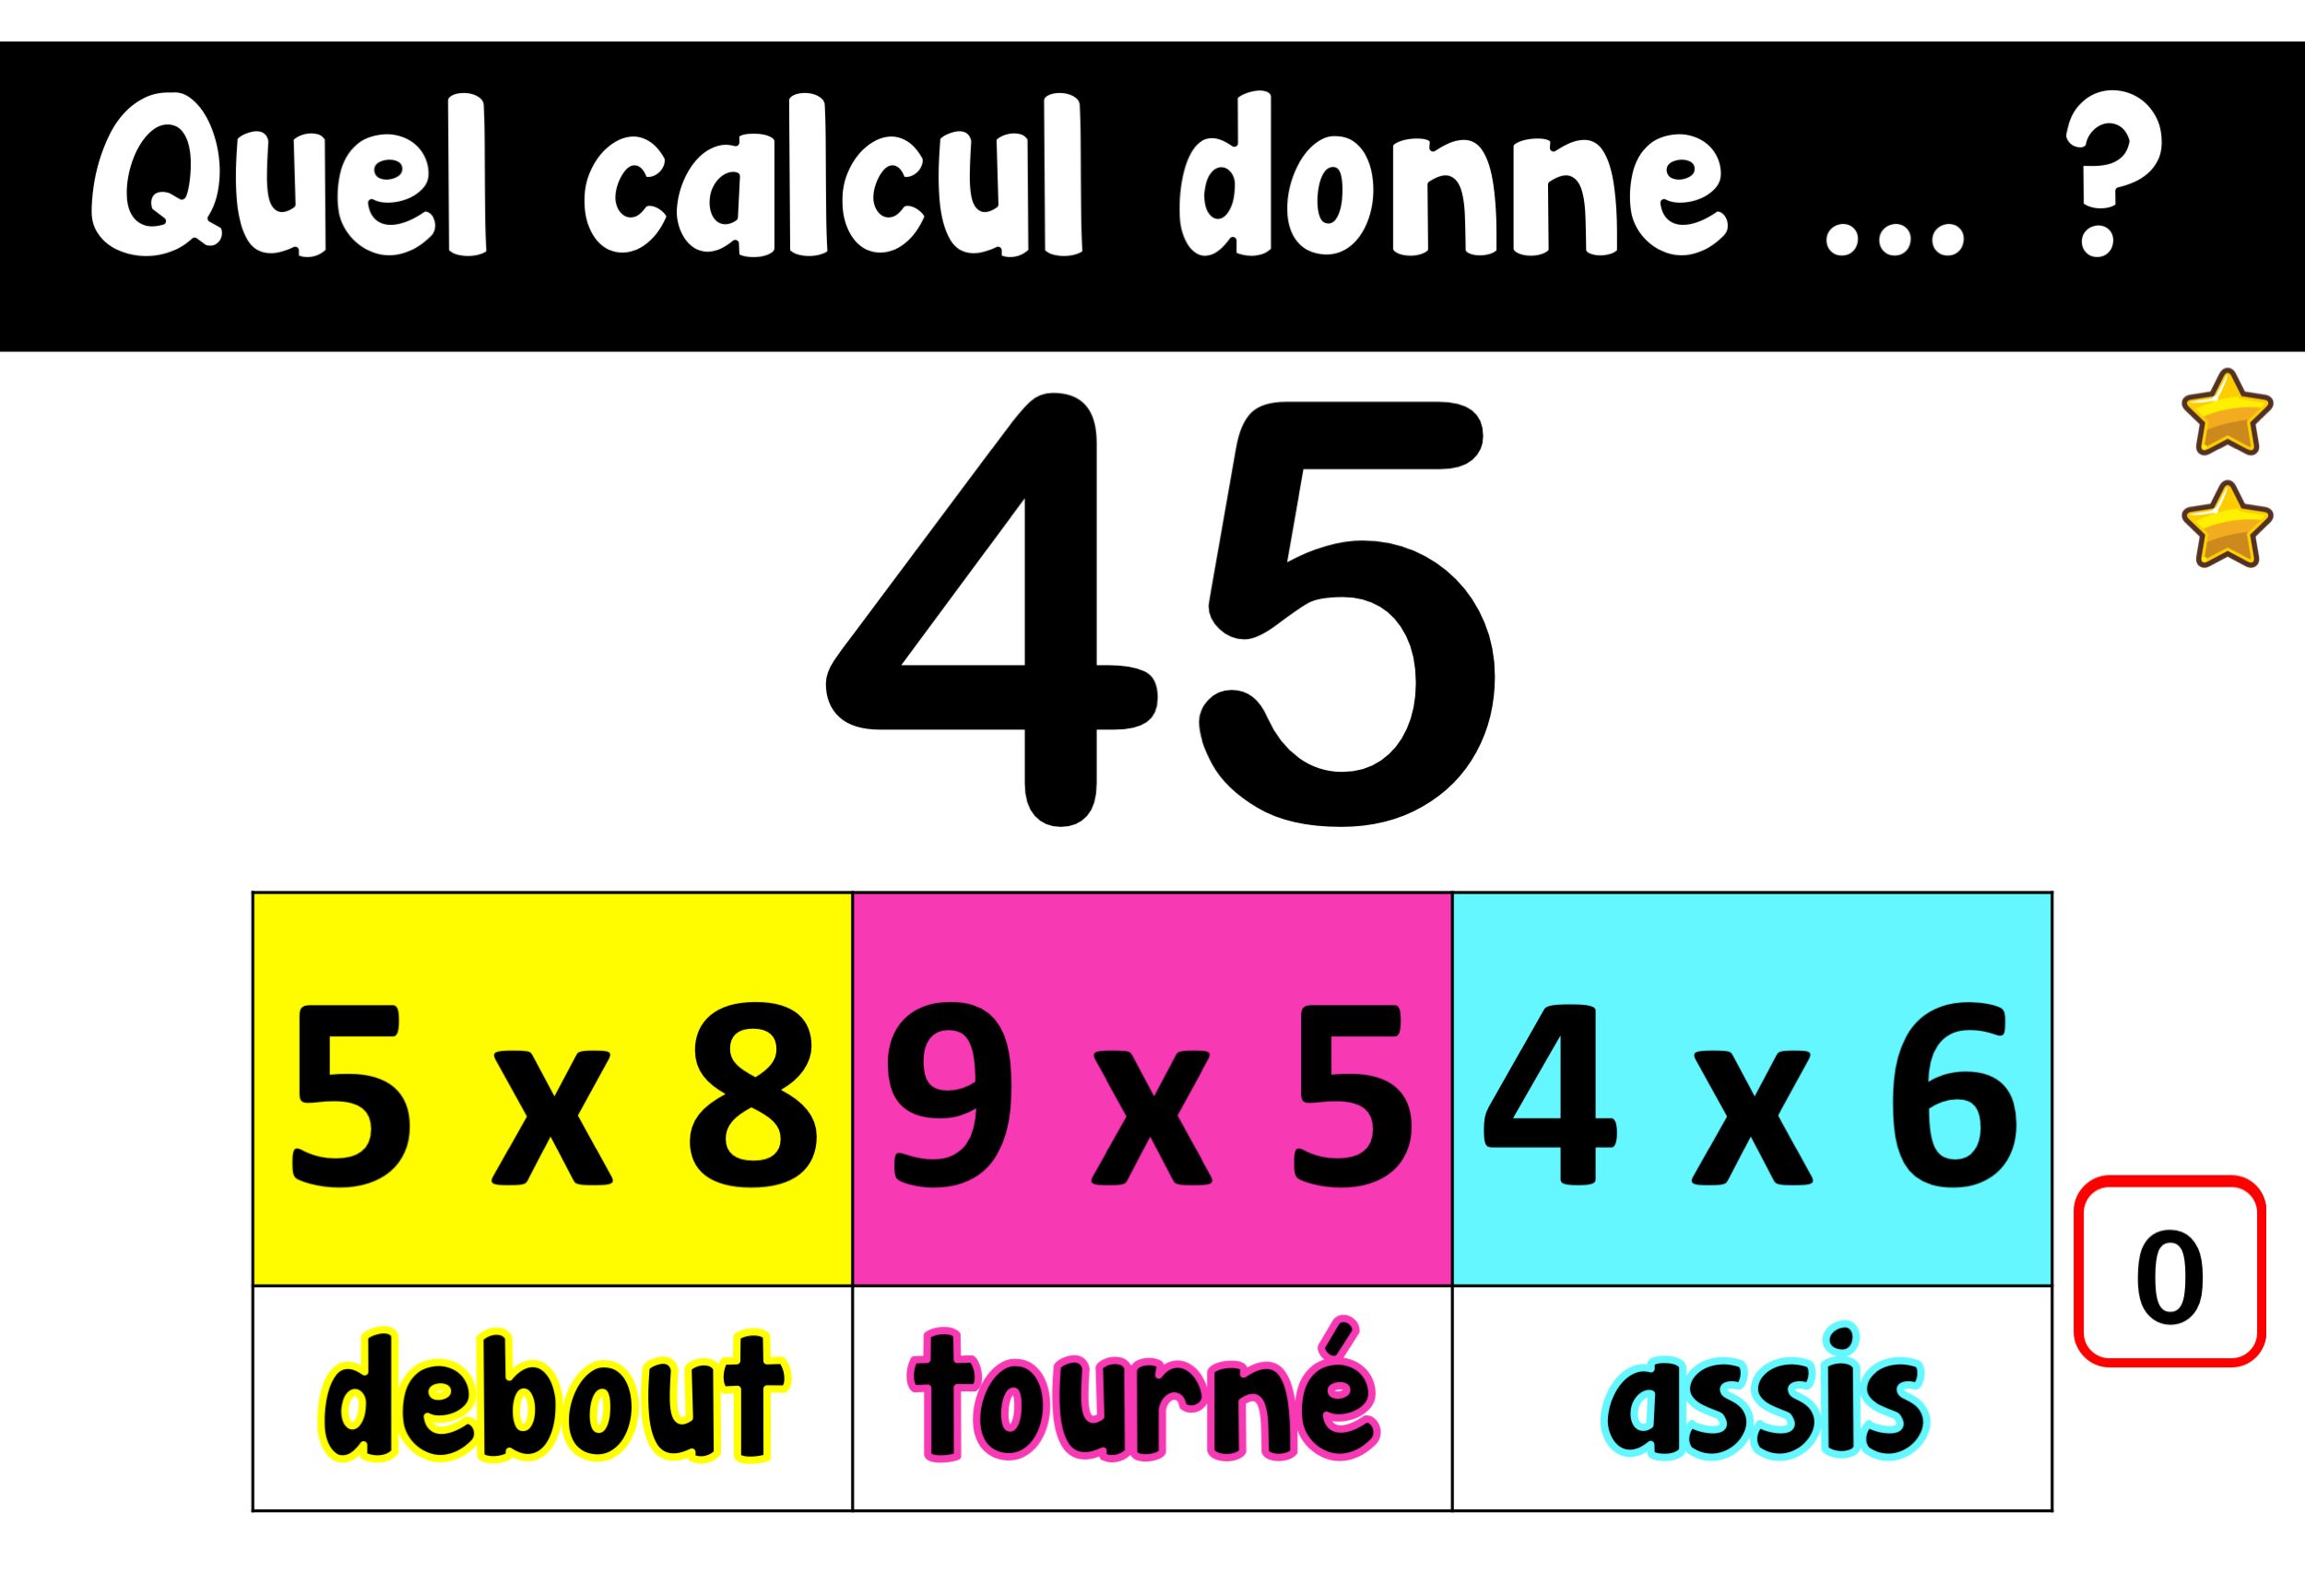 Quel calcul donne ... ?
45
5 x 8 9 x 5 4 x 6
0
debout tourné assis